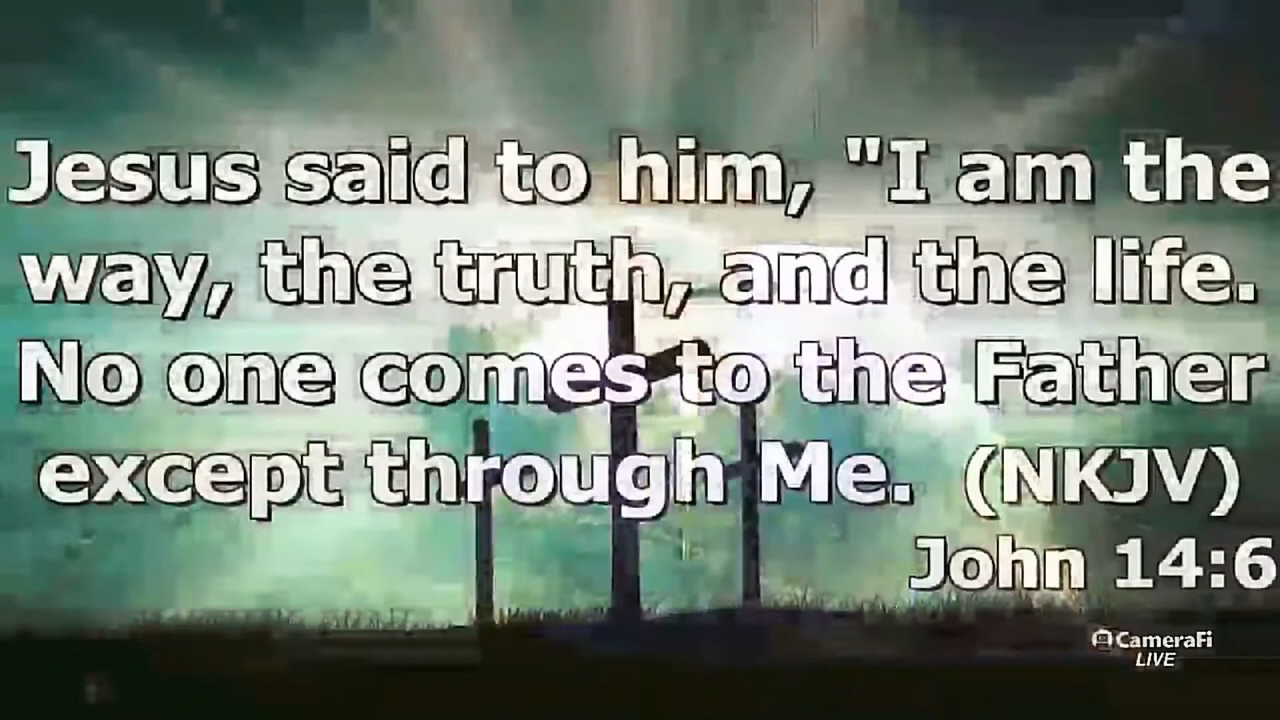 Jesus said to him, "I am the
way, the truth, and the life.
No one comes to the Father
except through Me. (NKJV)
John 14:6
CameraFi
LIVE